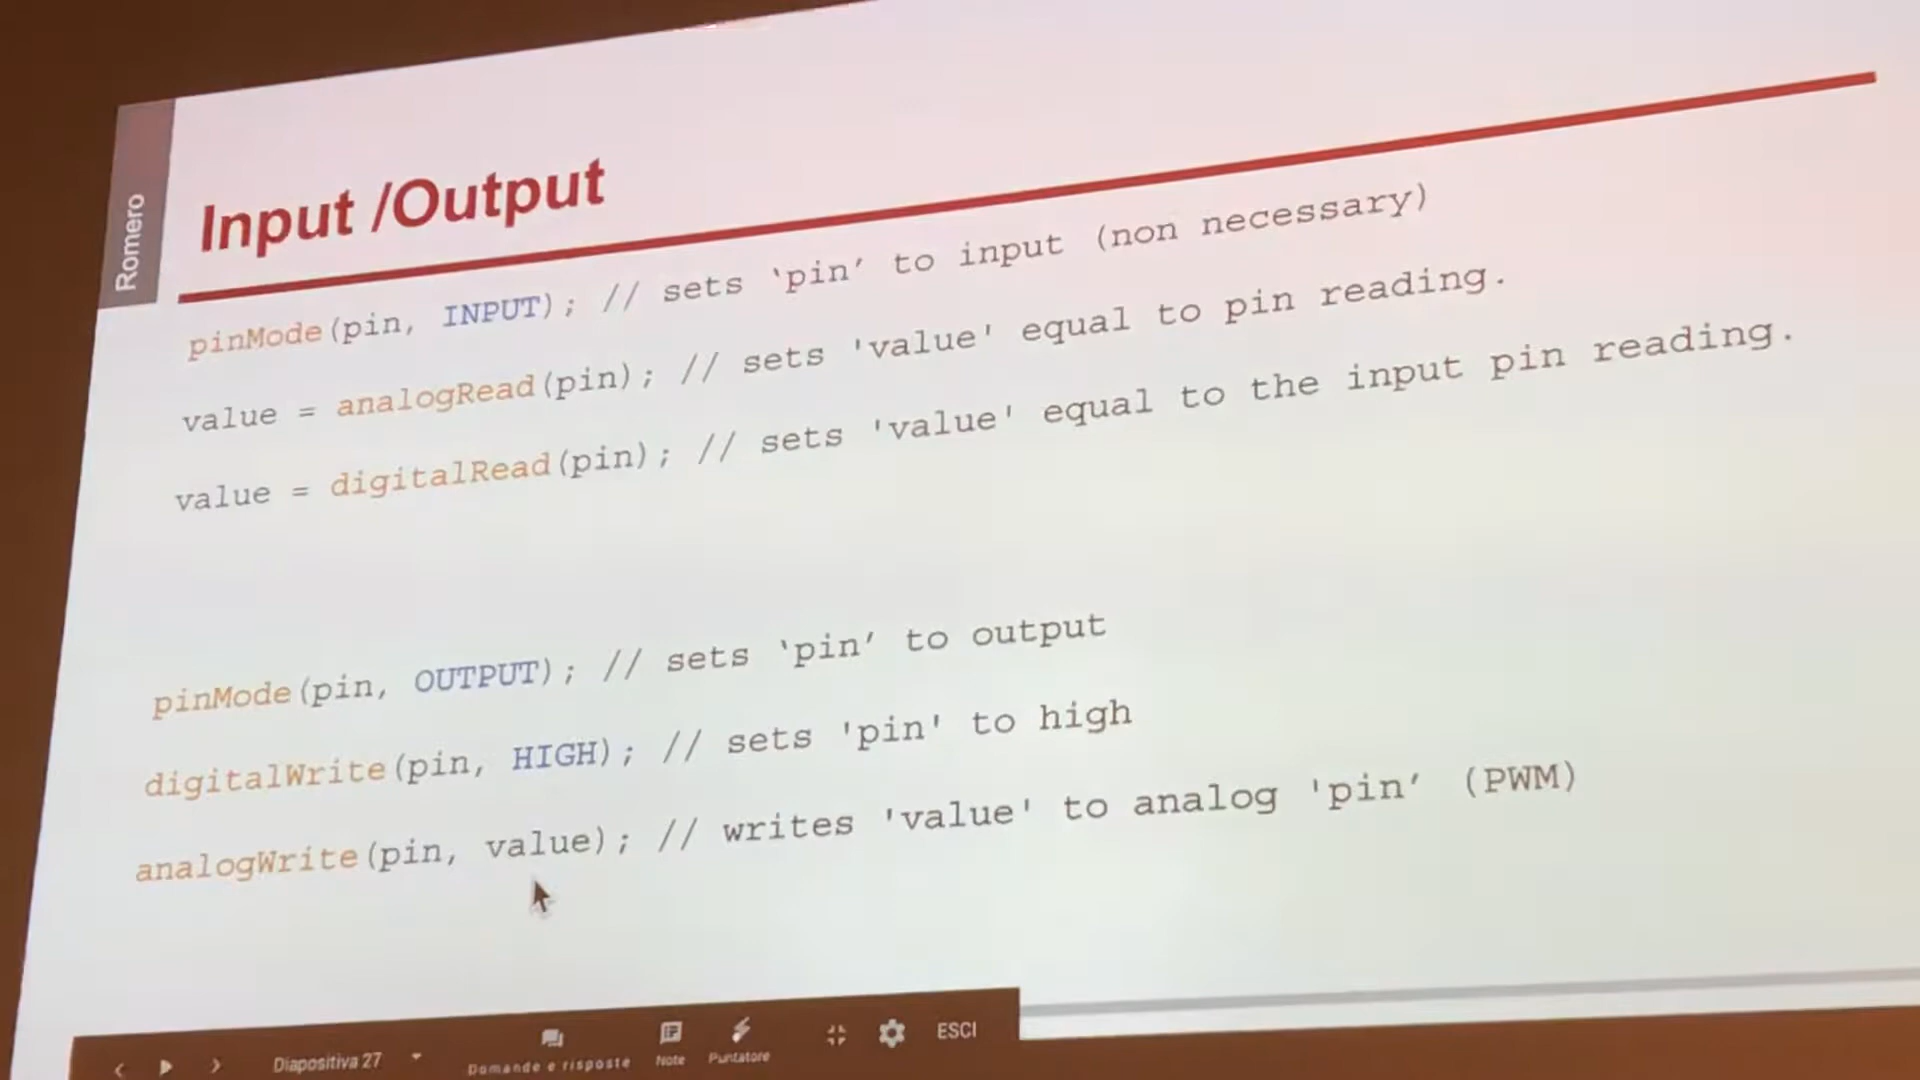 Romero
Input /Output
pinMode(pin, INPUT); // sets 'pin' to input (non necessary)
value = analogRead(pin); // sets 'value' equal to pin reading.
value = digitalRead(pin); // sets 'value' equal to the input pin reading.
pinMode(pin, OUTPUT); // sets 'pin' to output
digitalWrite(pin, HIGH); // sets 'pin' to high
analogWrite(pin, value); // writes 'value' to analog 'pin' (PWM)
Diapositiva 27
Domande e risposte
Note
Puntatore
ESCI